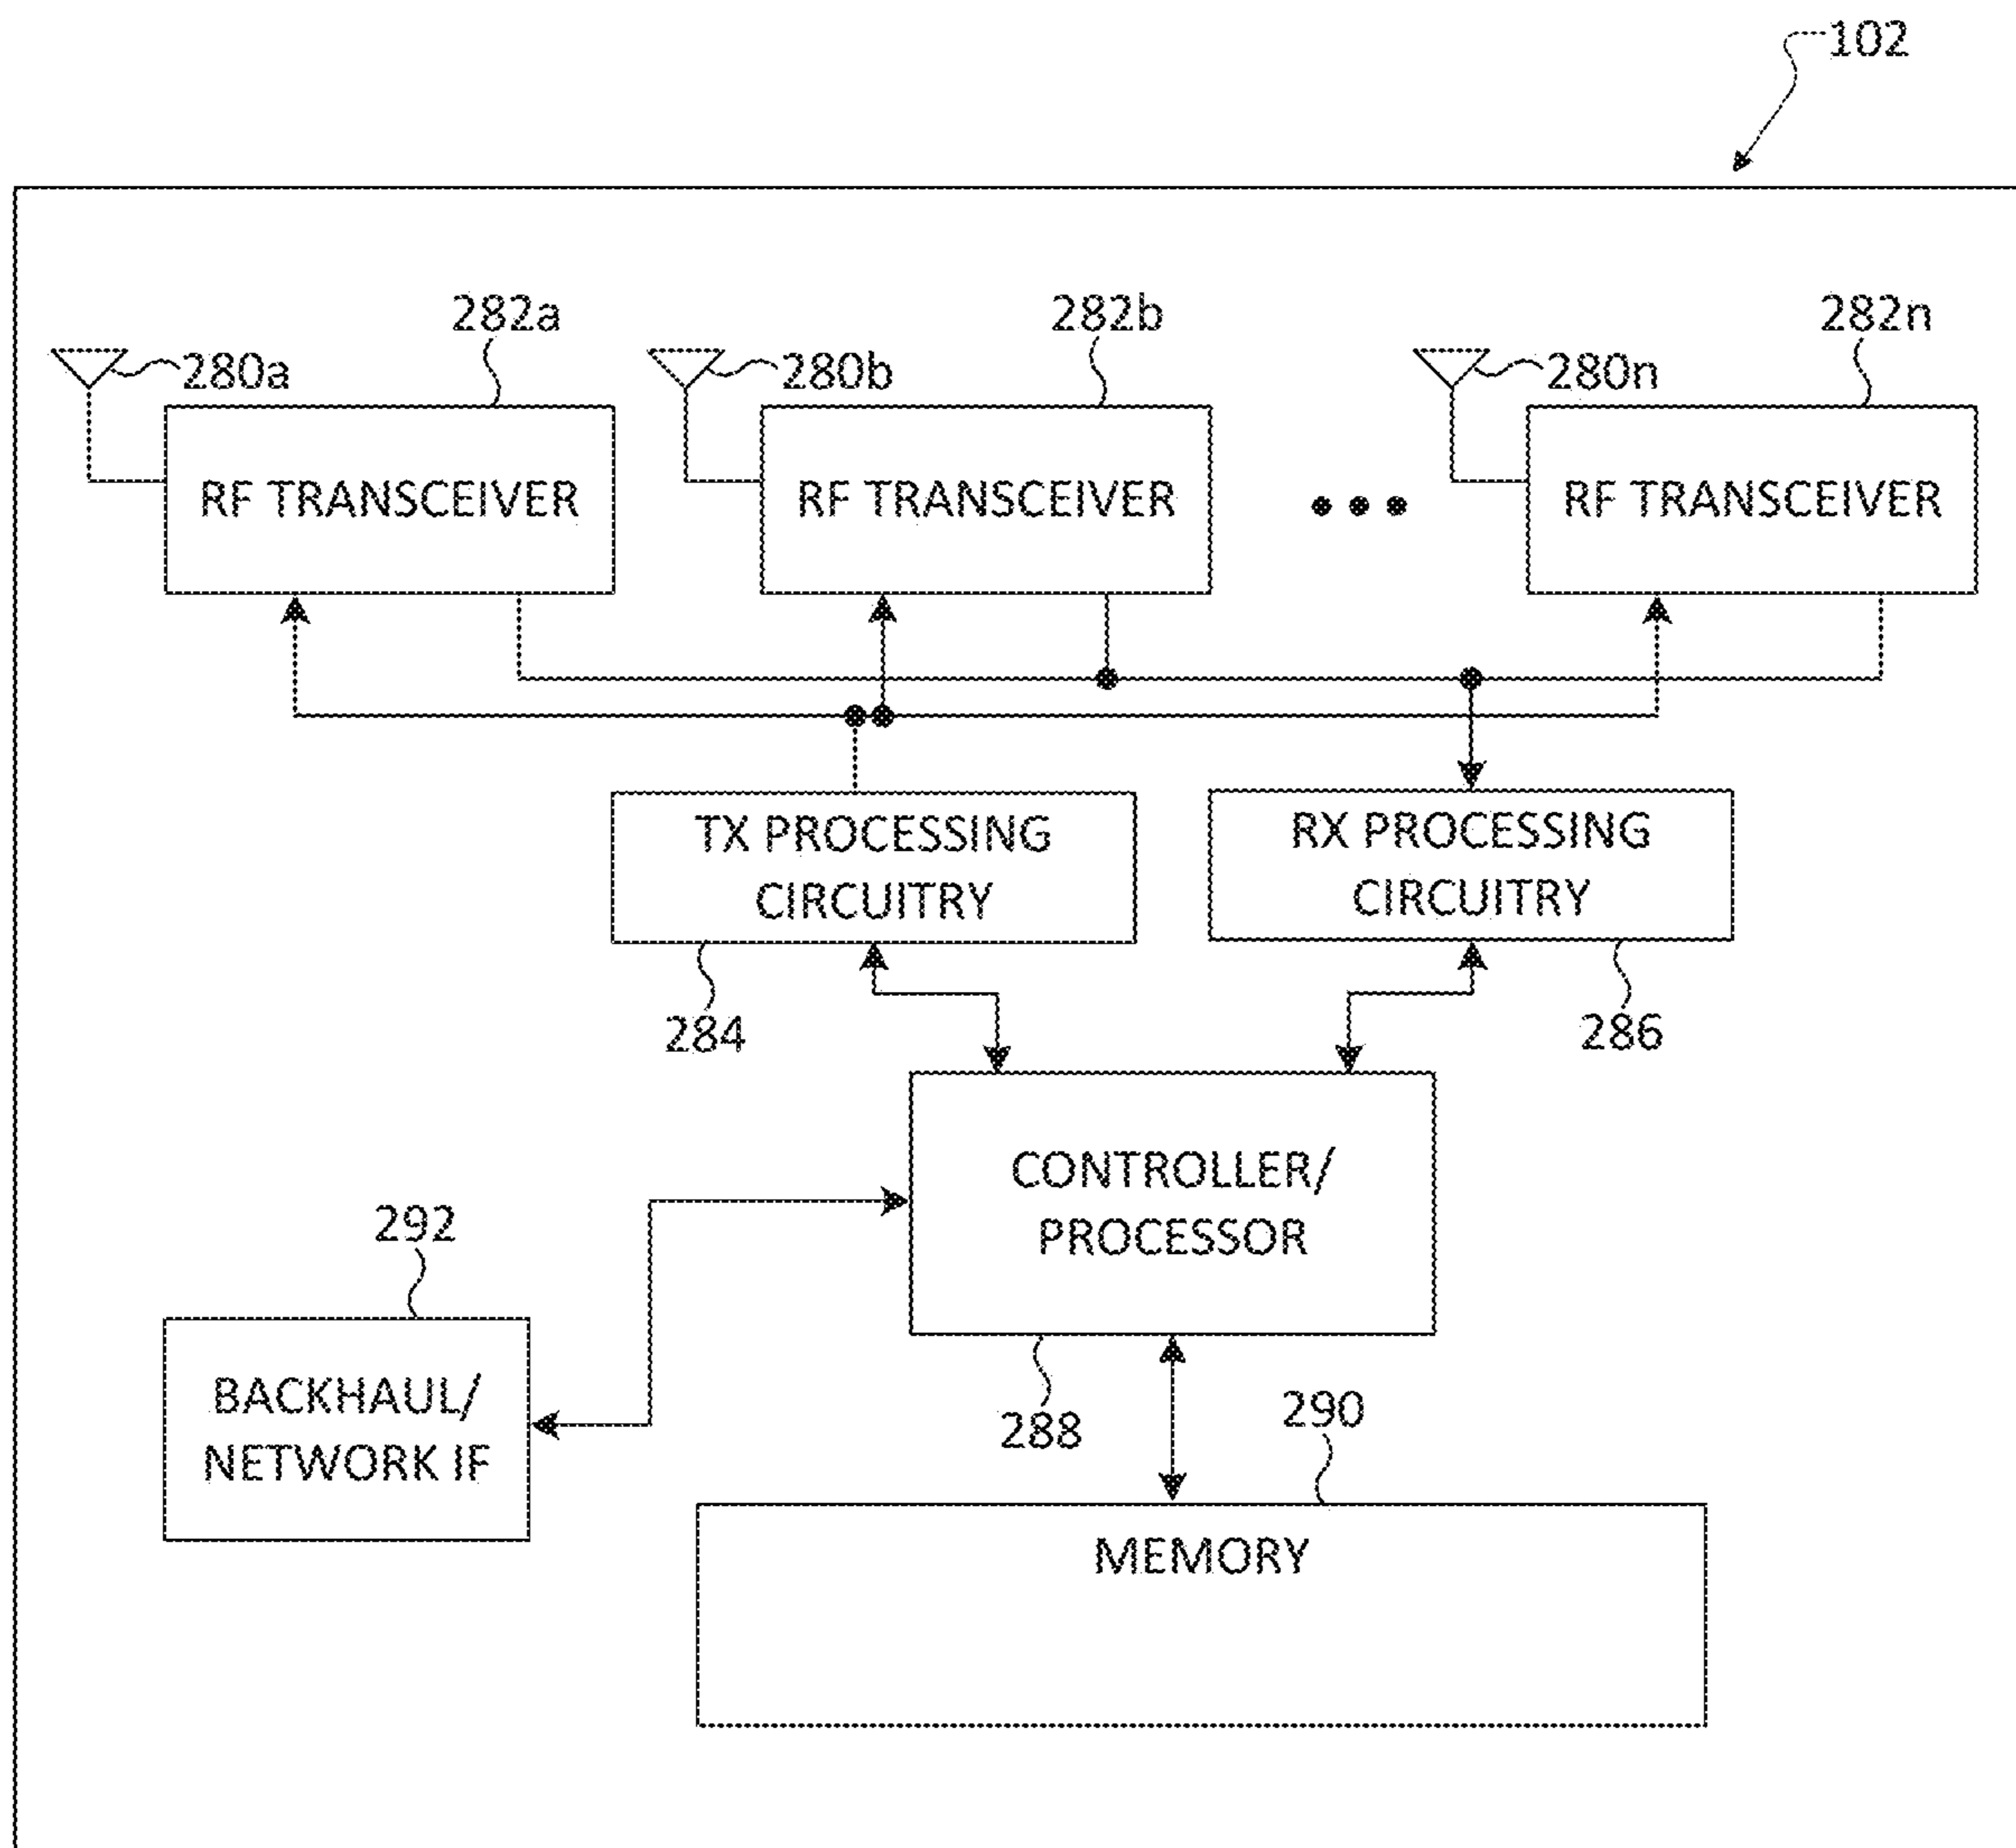 102
282a
282b
282n
280a
280b
280n
RF TRANSCEIVER
RF TRANSCEIVER
RF TRANSCEIVER
TX PROCESSING
CIRCUITRY
RX PROCESSING
CIRCUITRY
284
286
CONTROLLER/
PROCESSOR
292
BACKHAUL/
NETWORK IF
288
290
MEMORY